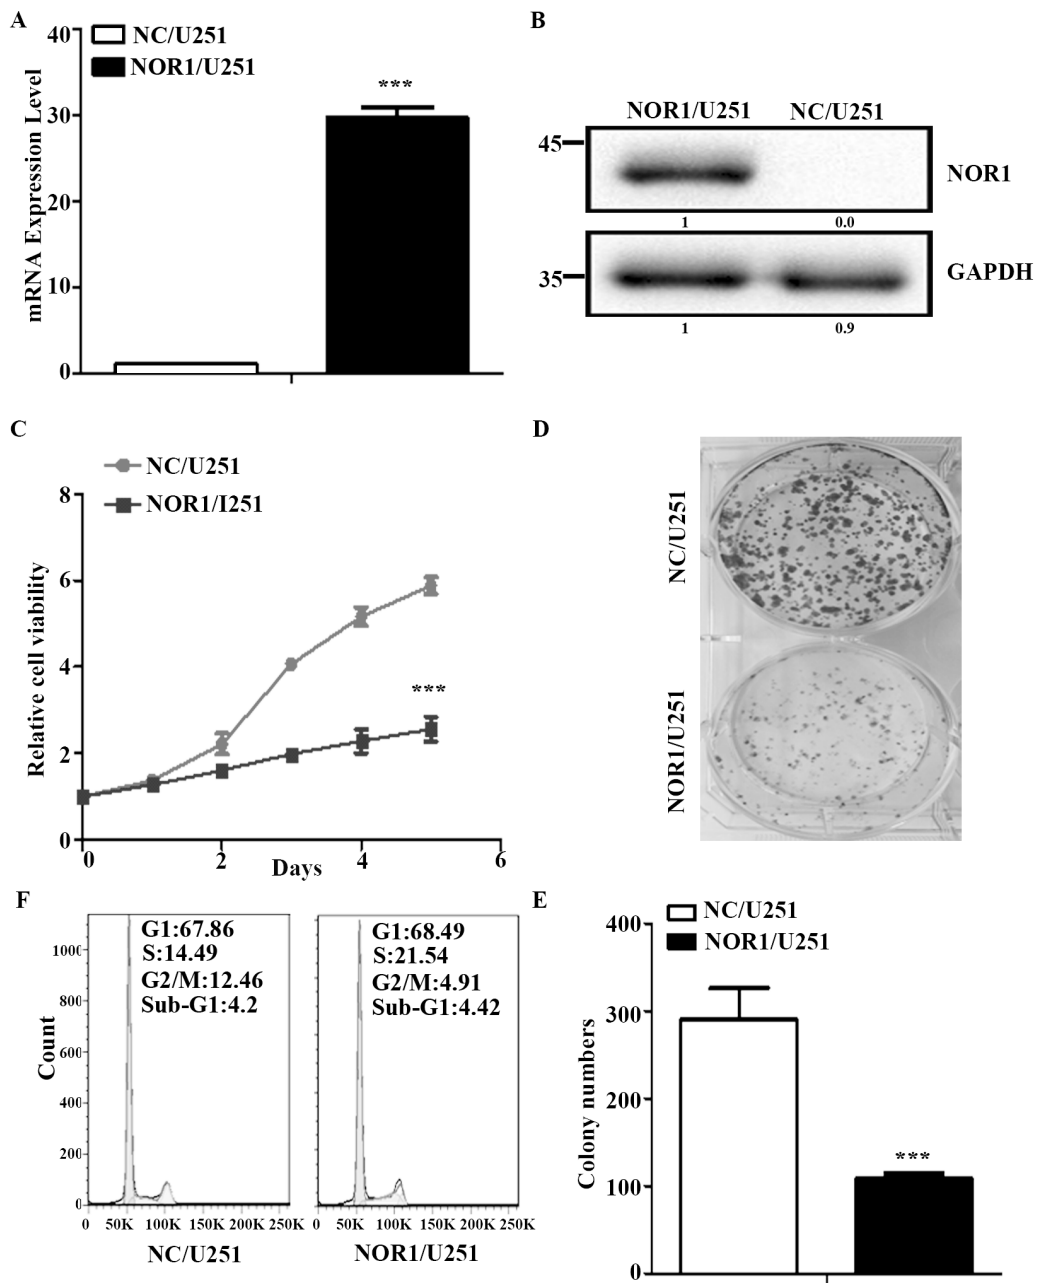 A
NC/U251
NOR1/U251
mRNA Expression Level
40
30
20
10
0
***
B
NOR1/U251 NC/U251
45
NOR1
1 0.0
35
GAPDH
1 0.9
C
NC/U251
NOR1/I251
Relative cell viability
8
6
4
2
0
***
0 2 4 6
Days
D
NC/U251
NOR1/U251
F
Count
1000
800
600
400
200
0
G1:67.86
S:14.49
G2/M:12.46
Sub-G1:4.2
0 50K 100K 150K 200K 250K
NC/U251
G1:68.49
S:21.54
G2/M:4.91
Sub-G1:4.42
0 50K 100K 150K 200K 250K
NOR1/U251
E
NC/U251
NOR1/U251
Colony numbers
400
300
200
100
0
***